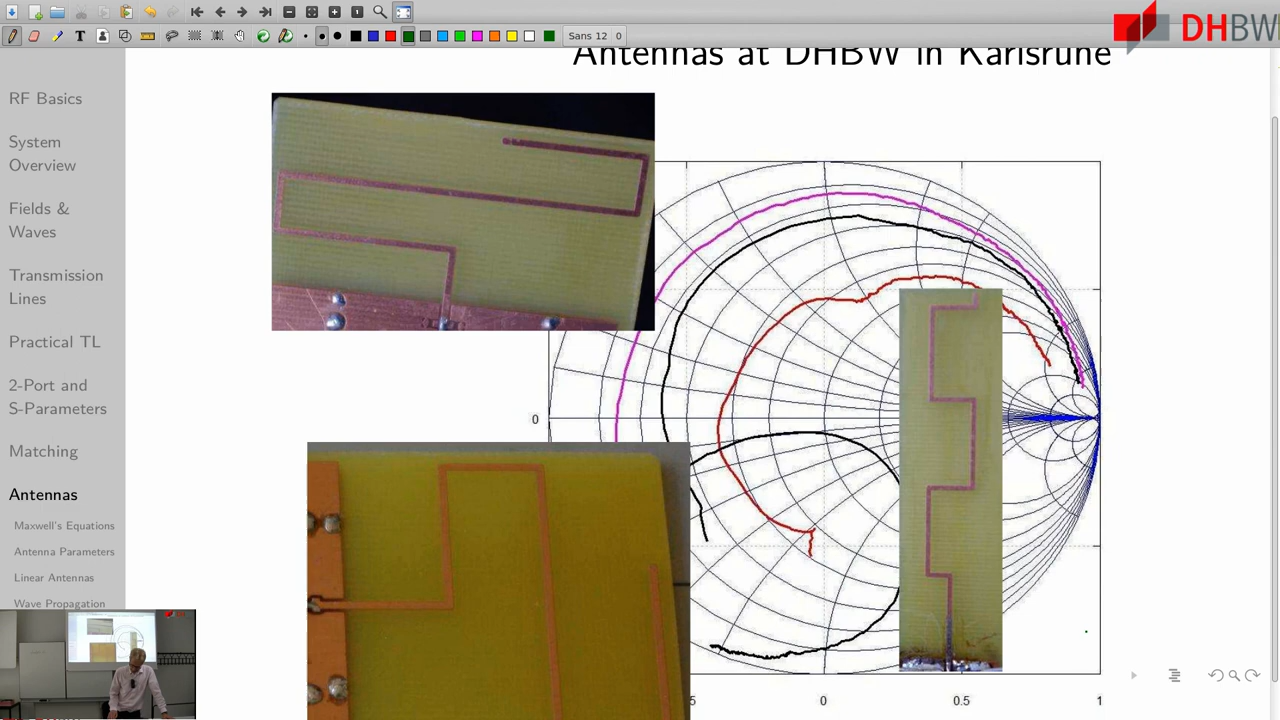 Sans 12 0
DHBW
Antennas at DHBW in Karlsruhe
RF Basics
System
Overview
Fields &
Waves
Transmission
Lines
Practical TL
2-Port and
S-Parameters
Matching
Antennas
Maxwell's Equations
Antenna Parameters
Linear Antennas
Wave Propagation
0
5
0
0.5
1